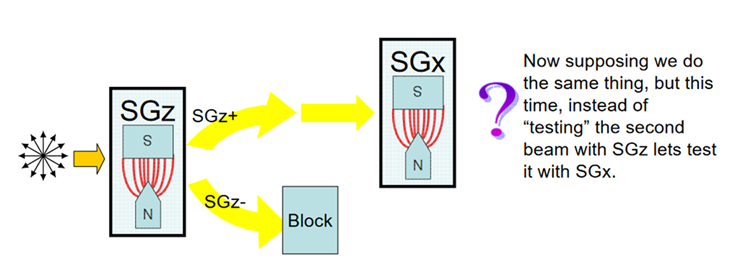 SGz
S
N
SGz+
SGz-
Block
SGx
S
N
?
Now supposing we do
the same thing, but this
time, instead of
“testing” the second
beam with SGz lets test
it with SGx.